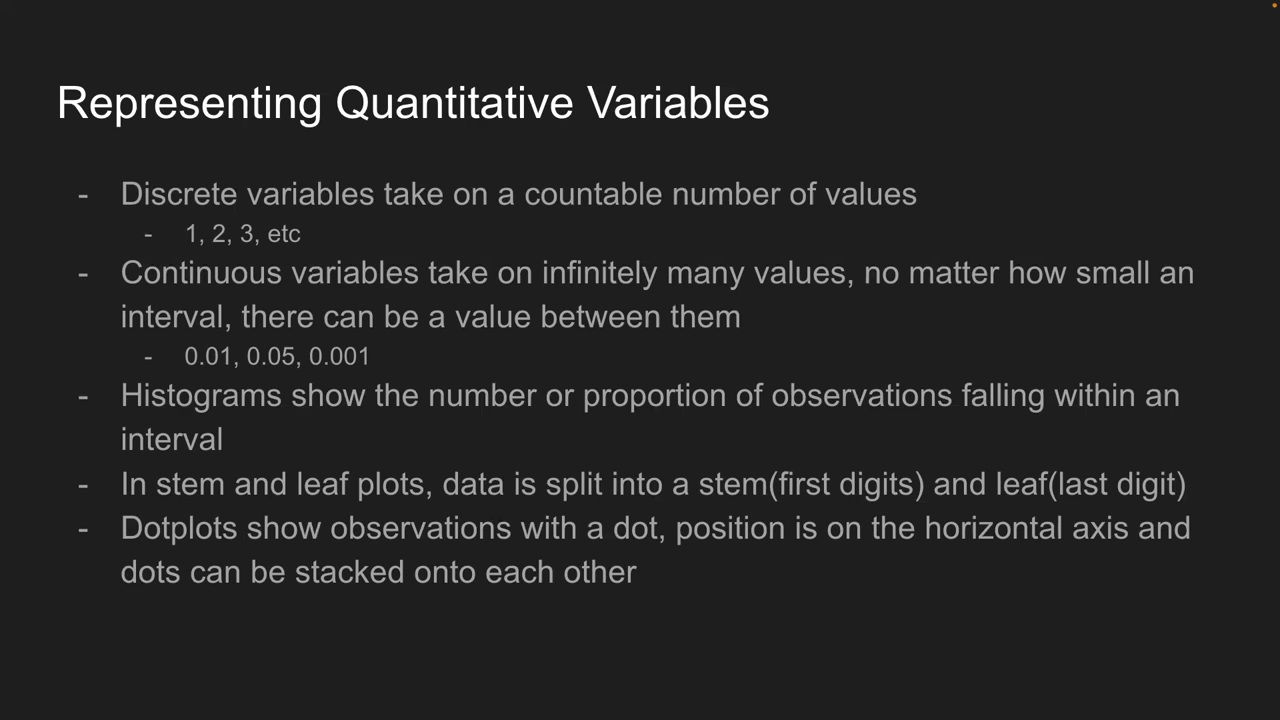 Representing Quantitative Variables
- Discrete variables take on a countable number of values
- 1, 2, 3, etc
- Continuous variables take on infinitely many values, no matter how small an
interval, there can be a value between them
- 0.01, 0.05, 0.001
- Histograms show the number or proportion of observations falling within an
interval
- In stem and leaf plots, data is split into a stem(first digits) and leaf(last digit)
- Dotplots show observations with a dot, position is on the horizontal axis and
dots can be stacked onto each other